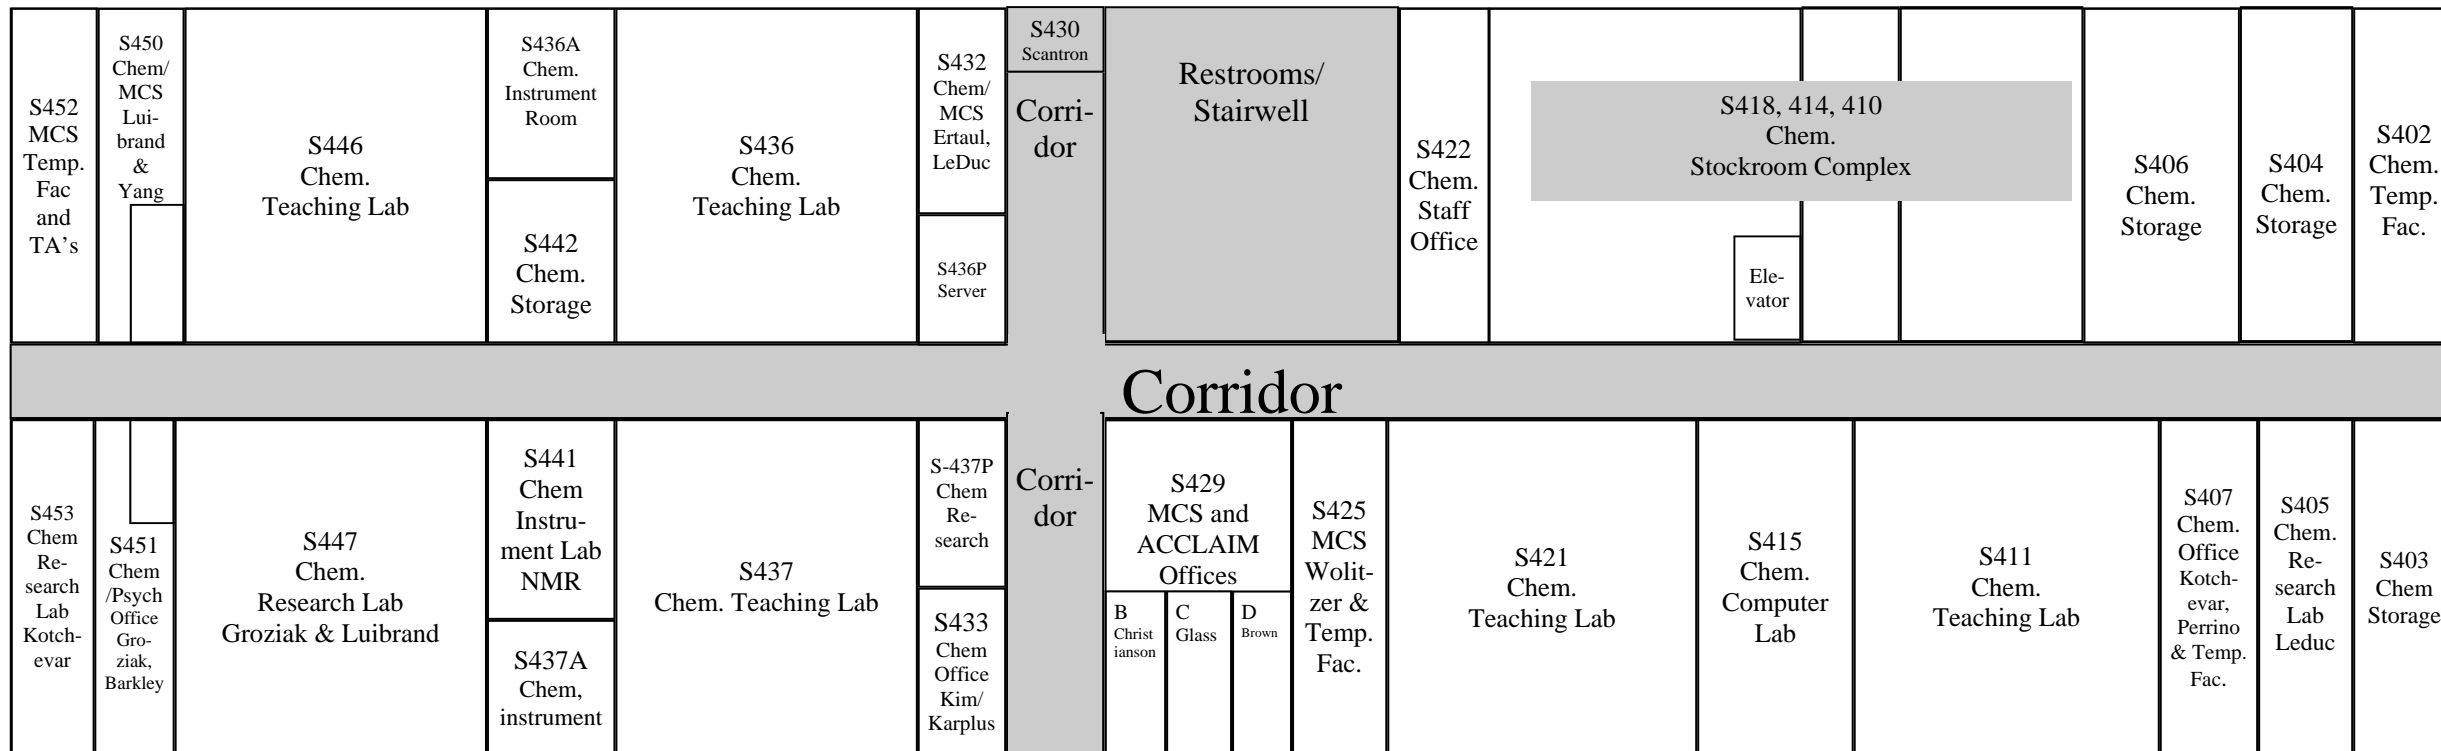 S452
MCS
Temp.
Fac
and
TA's
S450
Chem/
MCS
Lui-
brand
&
Yang
S446
Chem.
Teaching Lab
S436A
Chem.
Instrument
Room
S442
Chem.
Storage
S436
Chem.
Teaching Lab
S432
Chem/
MCS
Ertaul,
LeDuc
S436P
Server
S430
Scantron
Corri-
dor
Restrooms/
Stairwell
S422
Chem.
Staff
Office
S418, 414, 410
Chem.
Stockroom Complex
Ele-
vator
S406
Chem.
Storage
S404
Chem.
Storage
S402
Chem.
Temp.
Fac.
Corridor
S453
Chem
Re-
search
Lab
Kotch-
evar
S451
Chem
/Psych
Office
Gro-
ziak,
Barkley
S447
Chem.
Research Lab
Groziak & Luibrand
S441
Chem
Instru-
ment Lab
NMR
S437A
Chem,
instrument
S437
Chem. Teaching Lab
S-437P
Chem
Re-
search
S433
Chem
Office
Kim/
Karplus
Corri-
dor
S429
MCS and
ACCLAIM
Offices
B
Christ
ianson
C
Glass
D
Brown
S425
MCS
Wolit-
zer &
Temp.
Fac.
S421
Chem.
Teaching Lab
S415
Chem.
Computer
Lab
S411
Chem.
Teaching Lab
S407
Chem.
Office
Kotch-
evar,
Perrino
& Temp.
Fac.
S405
Chem.
Re-
search
Lab
Leduc
S403
Chem
Storage